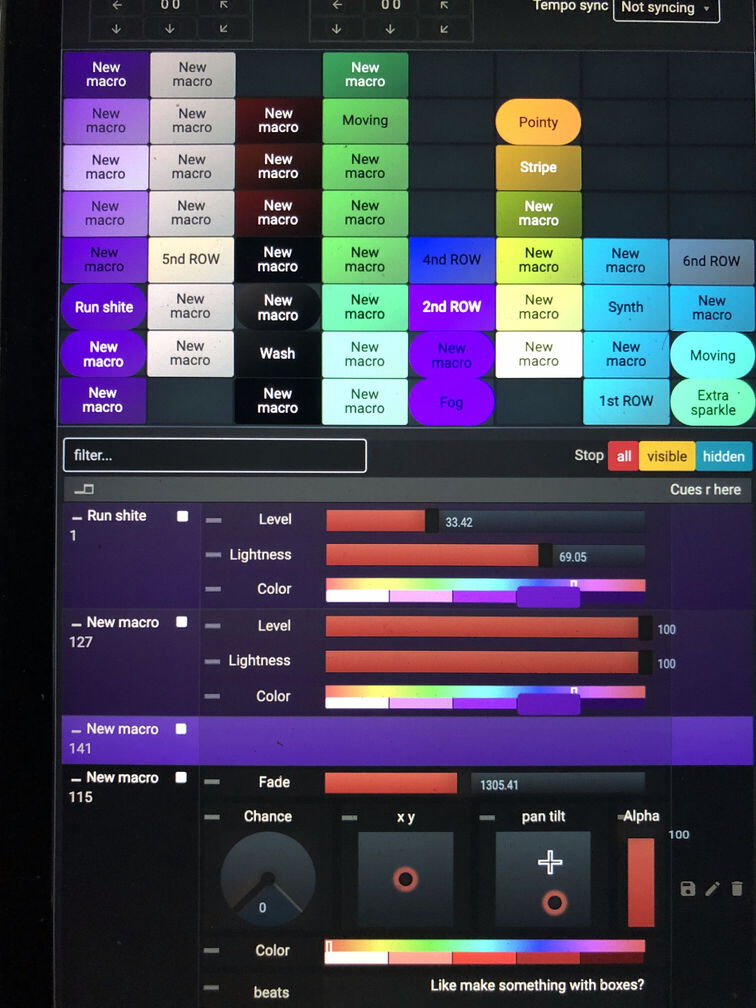 00 00 Tempo sync Not syncing
New macro New macro New macro
New macro New macro New macro Moving Pointy
New macro New macro New macro New macro Stripe
New macro New macro New macro New macro New macro
New macro 5nd ROW New macro New macro 4nd ROW New macro New macro 6nd ROW
Run shite New macro New macro New macro 2nd ROW New macro Synth New macro
New macro New macro Wash New macro New macro New macro New macro Moving
New macro New macro New macro Fog 1st ROW Extra sparkle
filter... Stop all visible hidden
Cues r here
Run shite Level 33.42
1
Lightness 69.05
Color
New macro Level 100
127
Lightness 100
Color
New macro
141
New macro Fade 1305.41
115
Chance x y pan tilt Alpha
100
0
Color
beats Like make something with boxes?